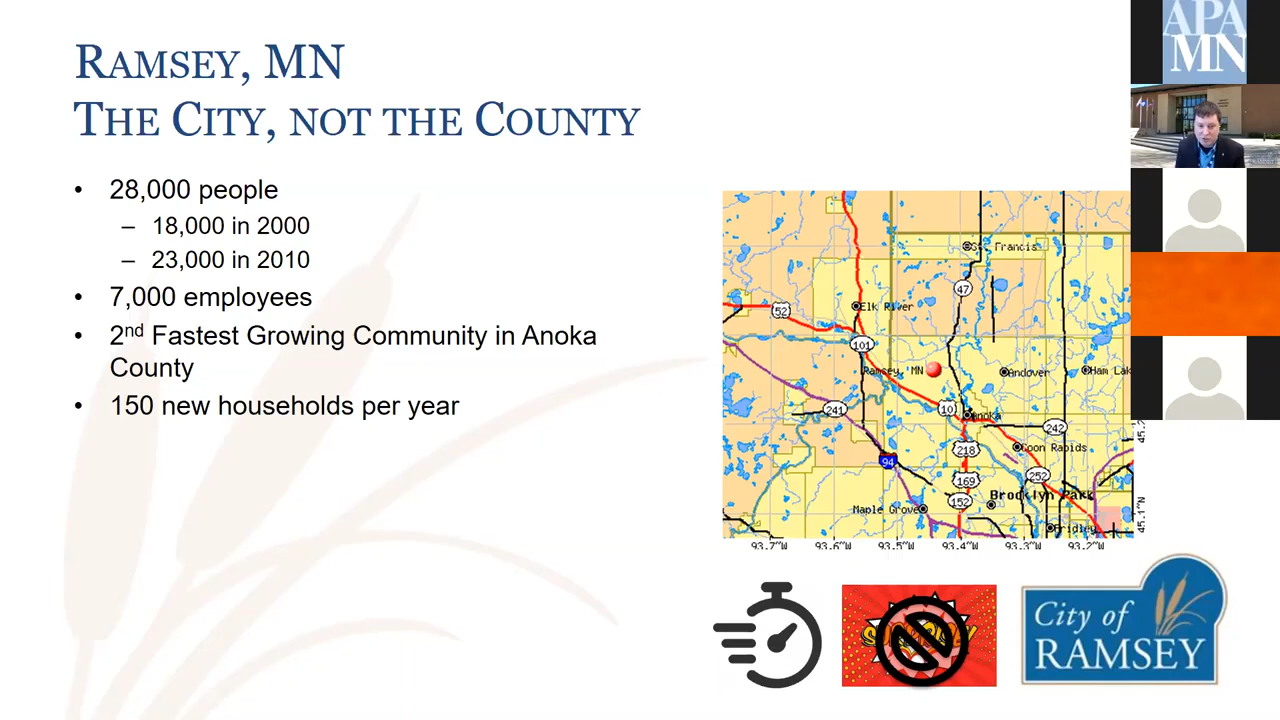 RAMSEY, MN
THE CITY, NOT THE COUNTY
• 28,000 people
– 18,000 in 2000
– 23,000 in 2010
• 7,000 employees
• 2nd Fastest Growing Community in Anoka
County
• 150 new households per year
APA
MN
St. Francis
47
52
Elk River
101
Ramsey, MN
Andover
Ham Lak
241
10
Anoka
242
218
Coon Rapids
94
169
252
152
Brooklyn Park
Maple Grove
Fridley
45.2
45.1°N
93.7°W 93.6°W 93.5°W 93.4°W 93.3°W 93.2°W
City of
RAMSEY